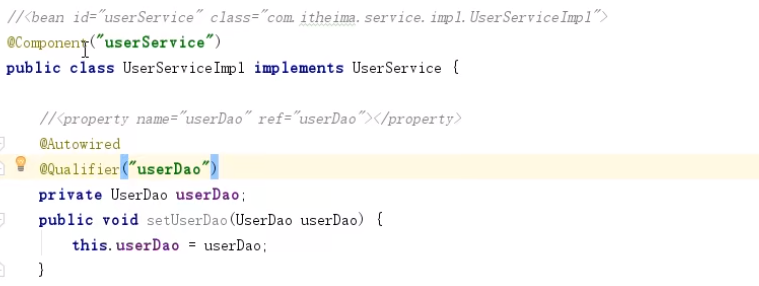 //<bean id="userService" class="com.itheima.service.impl.UserServiceImpl">
@Component("userService")
public class UserServiceImpl implements UserService {
//<property name="userDao" ref="userDao"></property>
@Autowired
@Qualifier("userDao")
private UserDao userDao;
public void setUserDao(UserDao userDao) {
this.userDao = userDao;
}